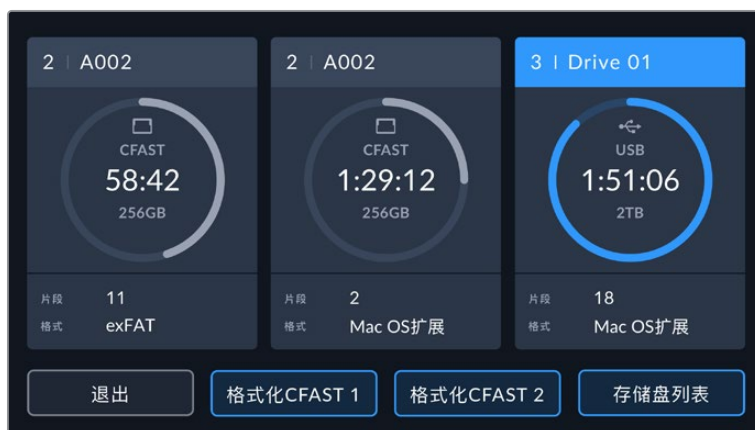 2 | A002
CFAST
58:42
256GB
片段 11
格式 exFAT
2 | A002
CFAST
1:29:12
256GB
片段 2
格式 Mac OS扩展
3 | Drive 01
USB
1:51:06
2TB
片段 18
格式 Mac OS扩展
退出
格式化CFAST 1
格式化CFAST 2
存储盘列表